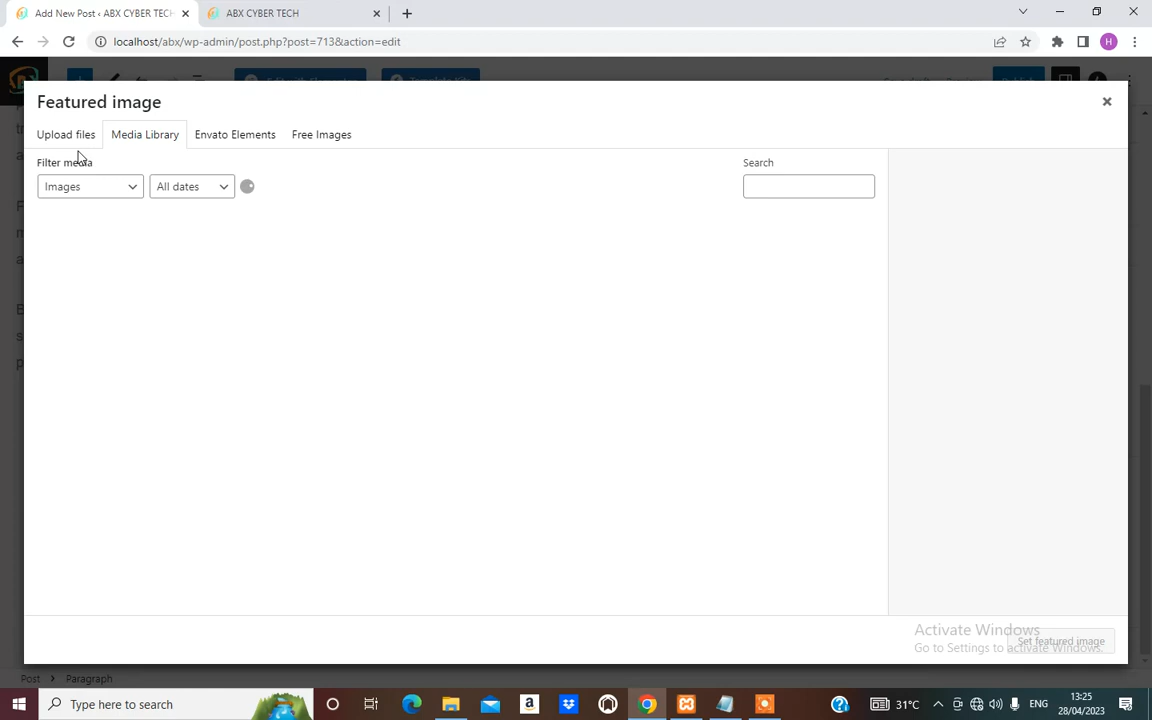 Add New Post ‹ ABX CYBER TECH
ABX CYBER TECH
localhost/abx/wp-admin/post.php?post=713&action=edit
H
Featured image
Upload files
Media Library
Envato Elements
Free Images
Filter media
Search
Images
All dates
Activate Windows
Go to Settings to activate Windows.
Set featured image
Post
Paragraph
Type here to search
31°C
ENG
13:25
28/04/2023